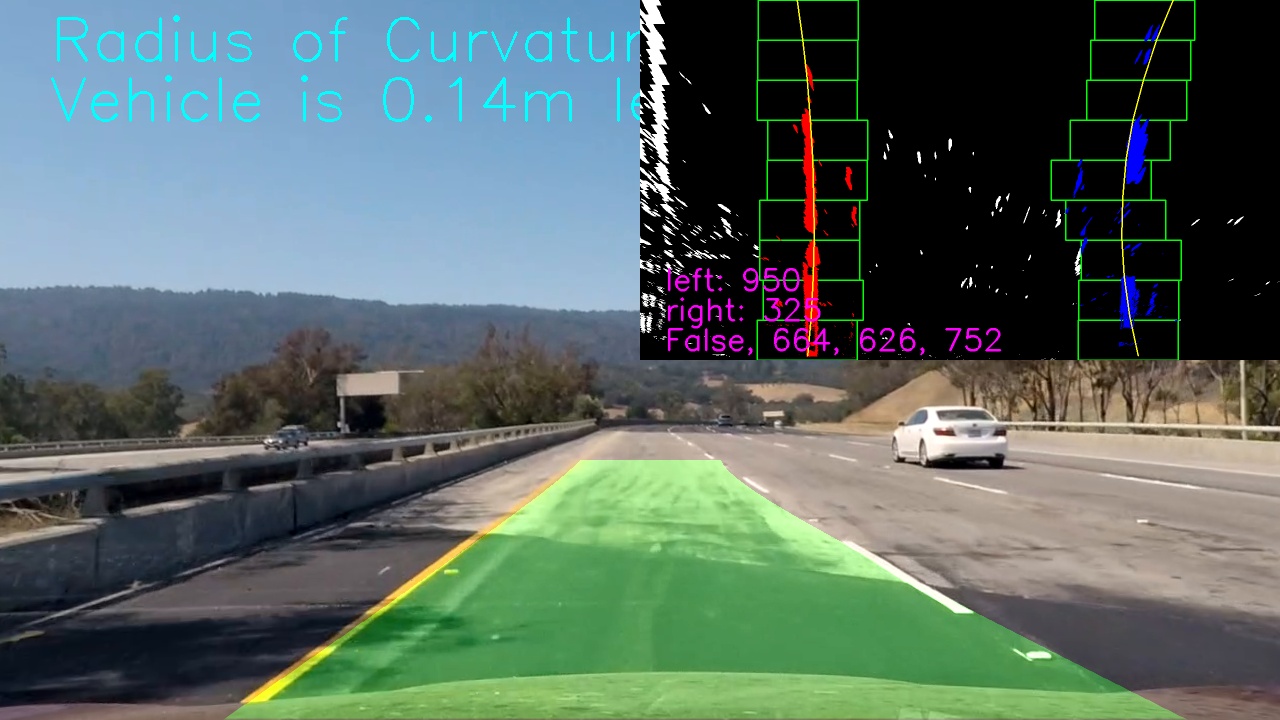 Radius of Curvatur
Vehicle is 0.14m le
left: 950
right: 325
False, 664, 626, 752